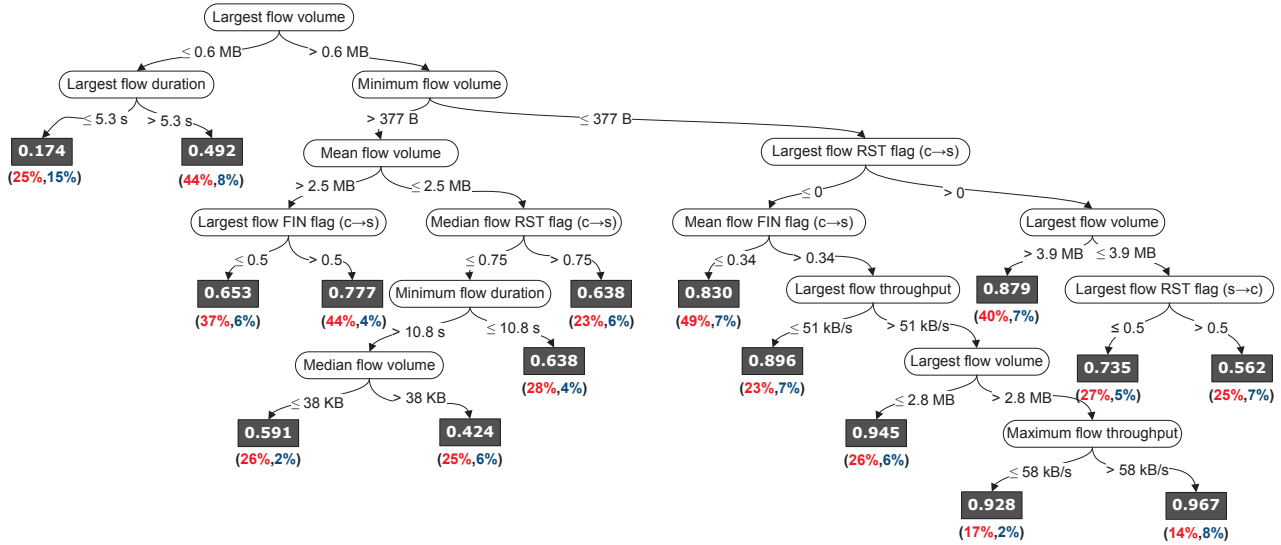 Largest flow volume
≤ 0.6 MB
> 0.6 MB
Largest flow duration
Minimum flow volume
≤ 5.3 s
> 5.3 s
> 377 B
≤ 377 B
0.174
0.492
Mean flow volume
Largest flow RST flag (c→s)
(25%,15%)
(44%,8%)
> 2.5 MB
≤ 2.5 MB
≤ 0
> 0
Largest flow FIN flag (c→s)
Median flow RST flag (c→s)
Mean flow FIN flag (c→s)
Largest flow volume
≤ 0.5
> 0.5
≤ 0.75
> 0.75
≤ 0.34
> 0.34
> 3.9 MB
≤ 3.9 MB
0.653
0.777
Minimum flow duration
0.638
0.830
Largest flow throughput
0.879
Largest flow RST flag (s→c)
(37%,6%)
(44%,4%)
(23%,6%)
(49%,7%)
(40%,7%)
> 10.8 s
≤ 10.8 s
≤ 51 kB/s
> 51 kB/s
≤ 0.5
> 0.5
Median flow volume
0.638
0.896
Largest flow volume
0.735
0.562
(28%,4%)
(23%,7%)
(27%,5%)
(25%,7%)
≤ 38 KB
> 38 KB
≤ 2.8 MB
> 2.8 MB
0.591
0.424
0.945
Maximum flow throughput
(26%,2%)
(25%,6%)
(26%,6%)
≤ 58 kB/s
> 58 kB/s
0.928
0.967
(17%,2%)
(14%,8%)